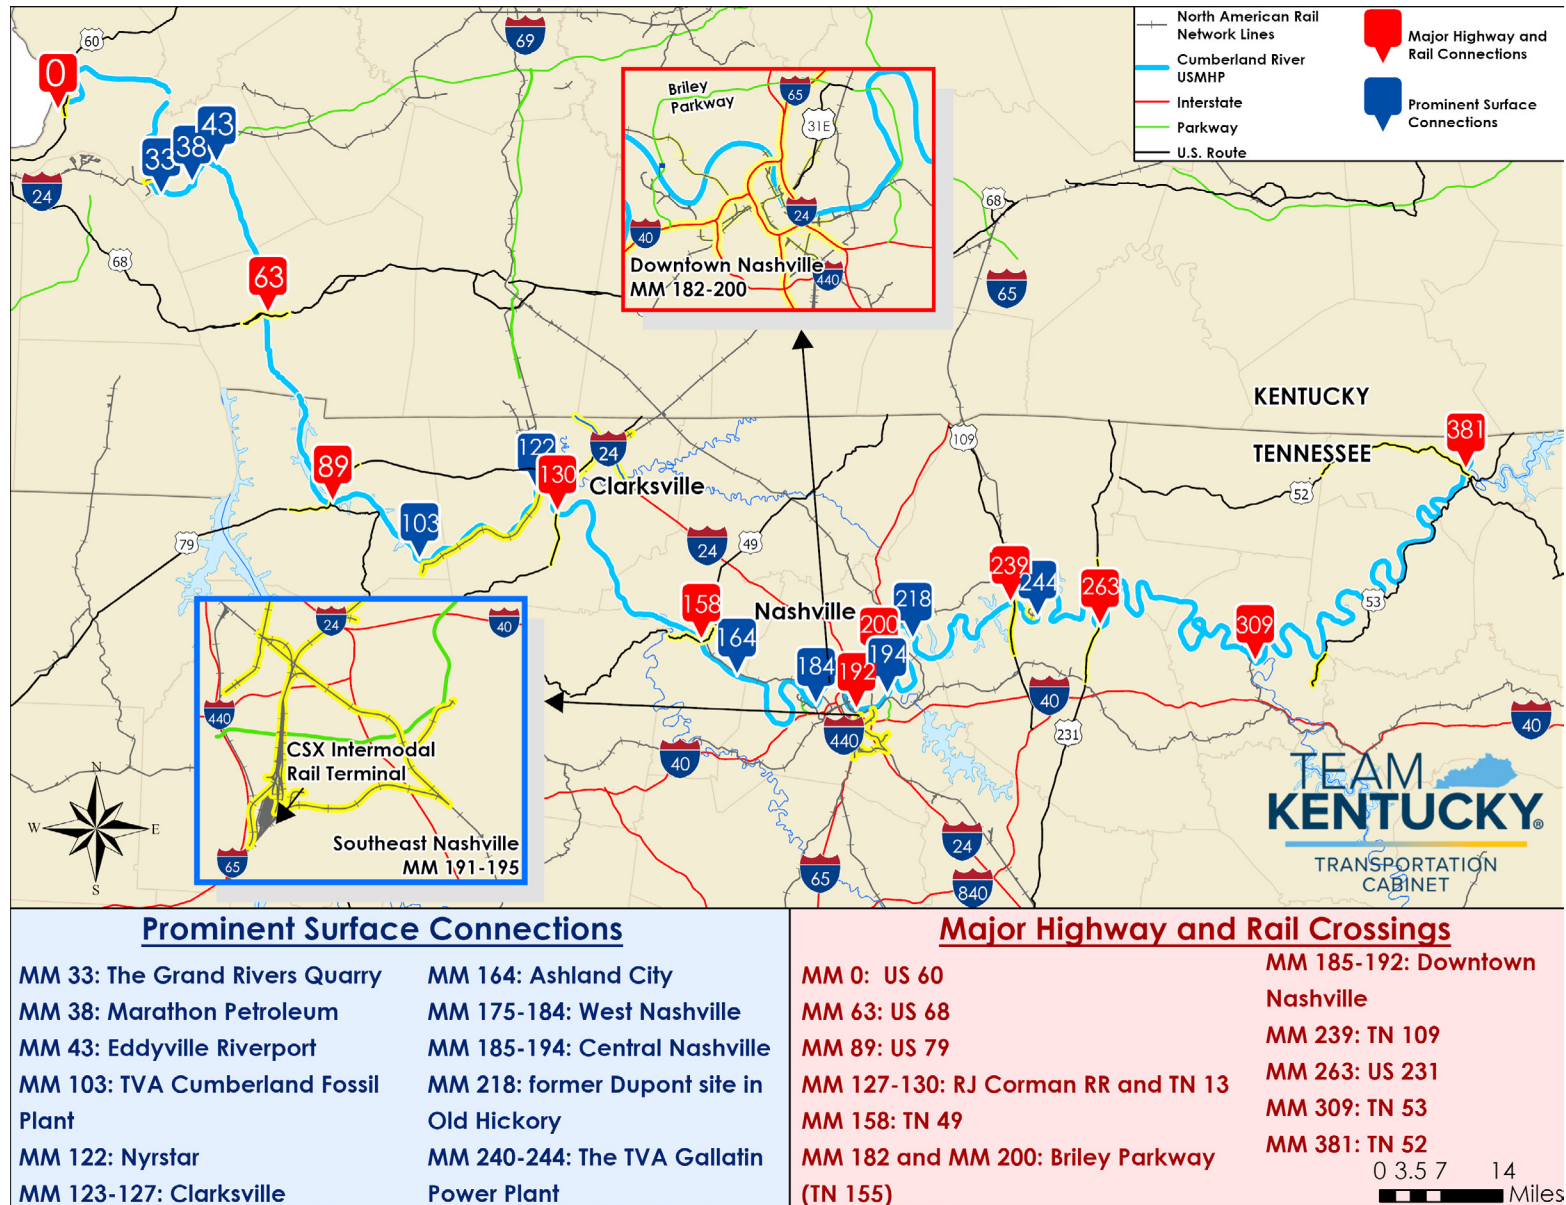 North American Rail
Network Lines
Cumberland River
USMHP
Interstate
Parkway
U.S. Route
Major Highway and
Rail Connections
Prominent Surface
Connections
60
69
0
43
38
33
24
68
63
Briley
Parkway
65
31E
24
40
440
Downtown Nashville
MM 182-200
68
65
KENTUCKY
TENNESSEE
381
109
52
122
24
130
Clarksville
89
103
79
24
49
158
Nashville
164
184
192
200
194
218
239
244
263
309
53
440
40
40
231
40
65
24
840
24
40
440
CSX Intermodal
Rail Terminal
Southeast Nashville
MM 191-195
65
N
W
E
S
TEAM
KENTUCKY®
TRANSPORTATION
CABINET
Prominent Surface Connections
MM 33: The Grand Rivers Quarry
MM 38: Marathon Petroleum
MM 43: Eddyville Riverport
MM 103: TVA Cumberland Fossil
Plant
MM 122: Nyrstar
MM 123-127: Clarksville
MM 164: Ashland City
MM 175-184: West Nashville
MM 185-194: Central Nashville
MM 218: former Dupont site in
Old Hickory
MM 240-244: The TVA Gallatin
Power Plant
Major Highway and Rail Crossings
MM 0: US 60
MM 63: US 68
MM 89: US 79
MM 127-130: RJ Corman RR and TN 13
MM 158: TN 49
MM 182 and MM 200: Briley Parkway
(TN 155)
MM 185-192: Downtown
Nashville
MM 239: TN 109
MM 263: US 231
MM 309: TN 53
MM 381: TN 52
0 3.5 7 14
Miles